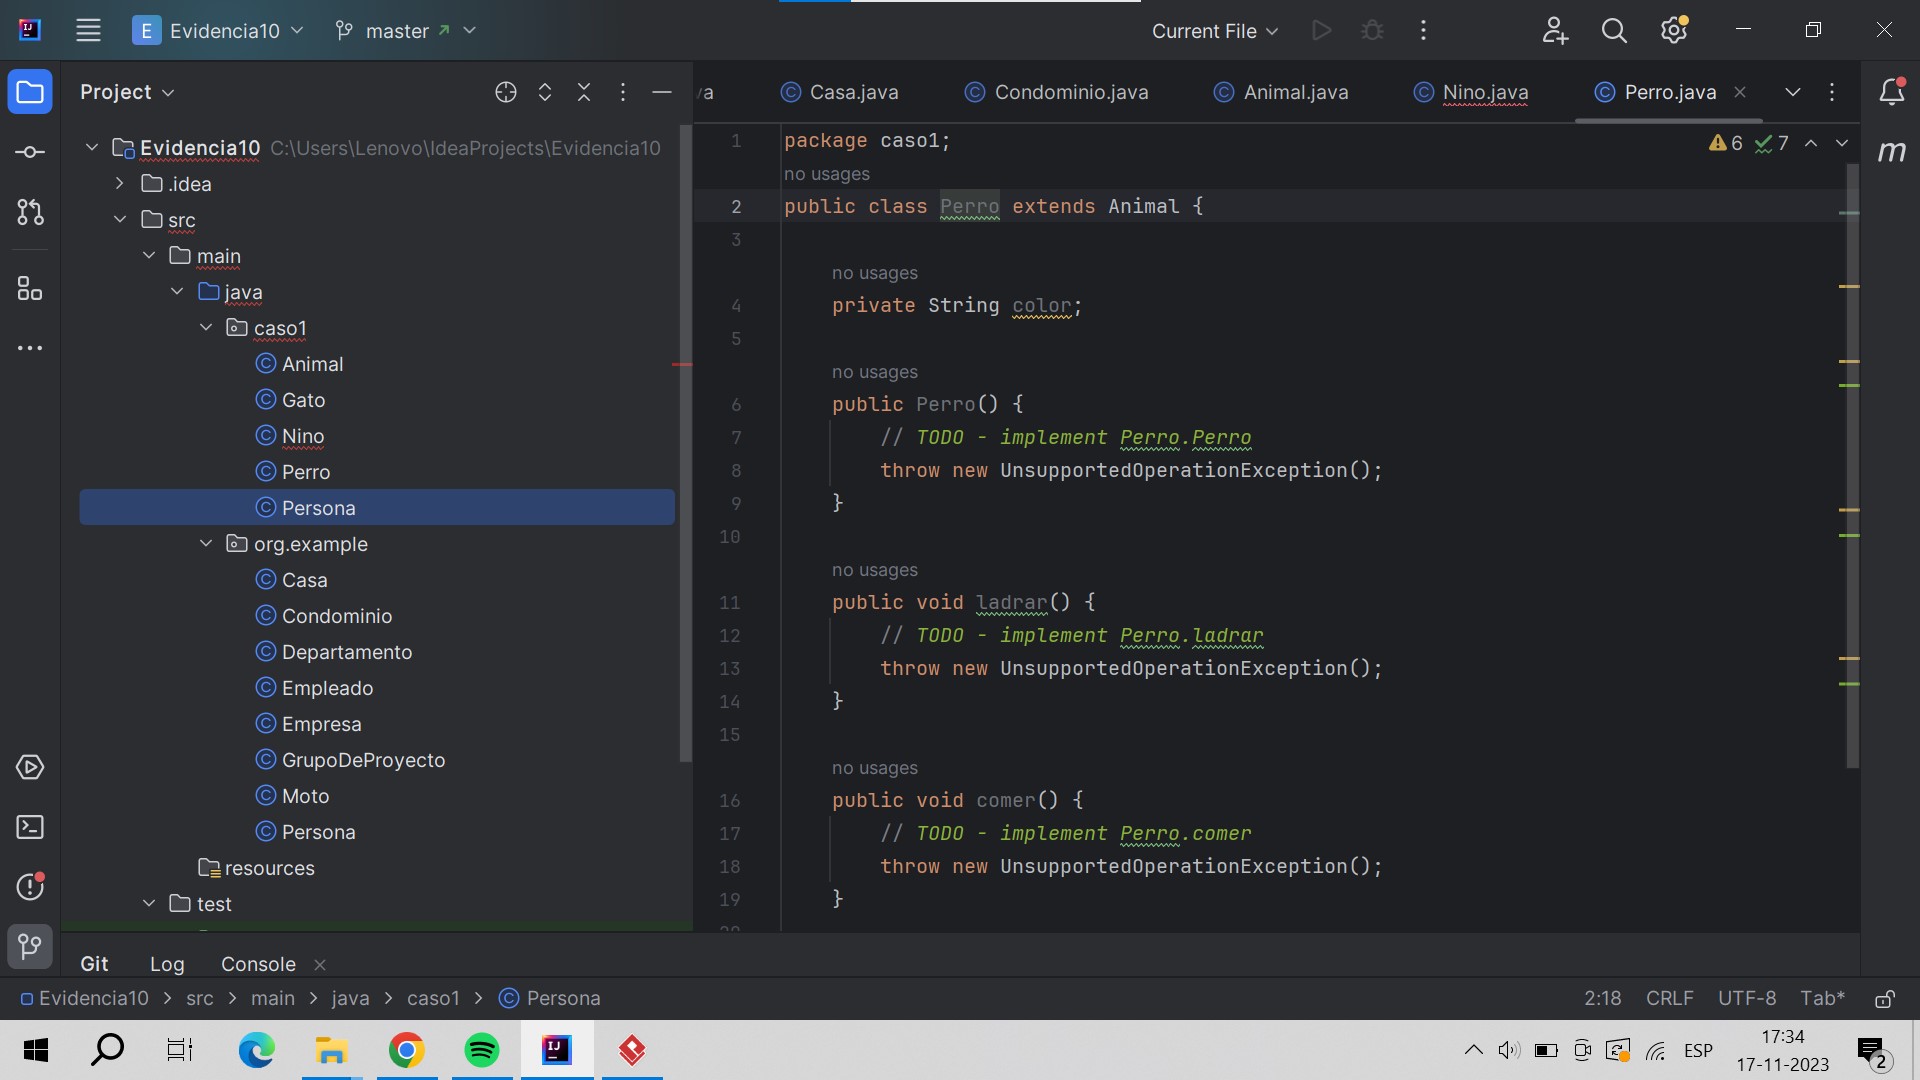 E Evidencia10
master
Current File
Project
Casa.java
Condominio.java
Animal.java
Nino.java
Perro.java
Evidencia10 C:\Users\Lenovo\IdeaProjects\Evidencia10
.idea
src
main
java
caso1
Animal
Gato
Nino
Perro
Persona
org.example
Casa
Condominio
Departamento
Empleado
Empresa
GrupoDeProyecto
Moto
Persona
resources
test
6 7
m
1 package caso1;
no usages
2 public class Perro extends Animal {
3
no usages
4 private String color;
5
no usages
6 public Perro() {
7 // TODO - implement Perro.Perro
8 throw new UnsupportedOperationException();
9 }
10
no usages
11 public void ladrar() {
12 // TODO - implement Perro.ladrar
13 throw new UnsupportedOperationException();
14 }
15
no usages
16 public void comer() {
17 // TODO - implement Perro.comer
18 throw new UnsupportedOperationException();
19 }
Git Log Console
Evidencia10 > src > main > java > caso1 > Persona
2:18 CRLF UTF-8 Tab*
ESP
17:34
17-11-2023
2